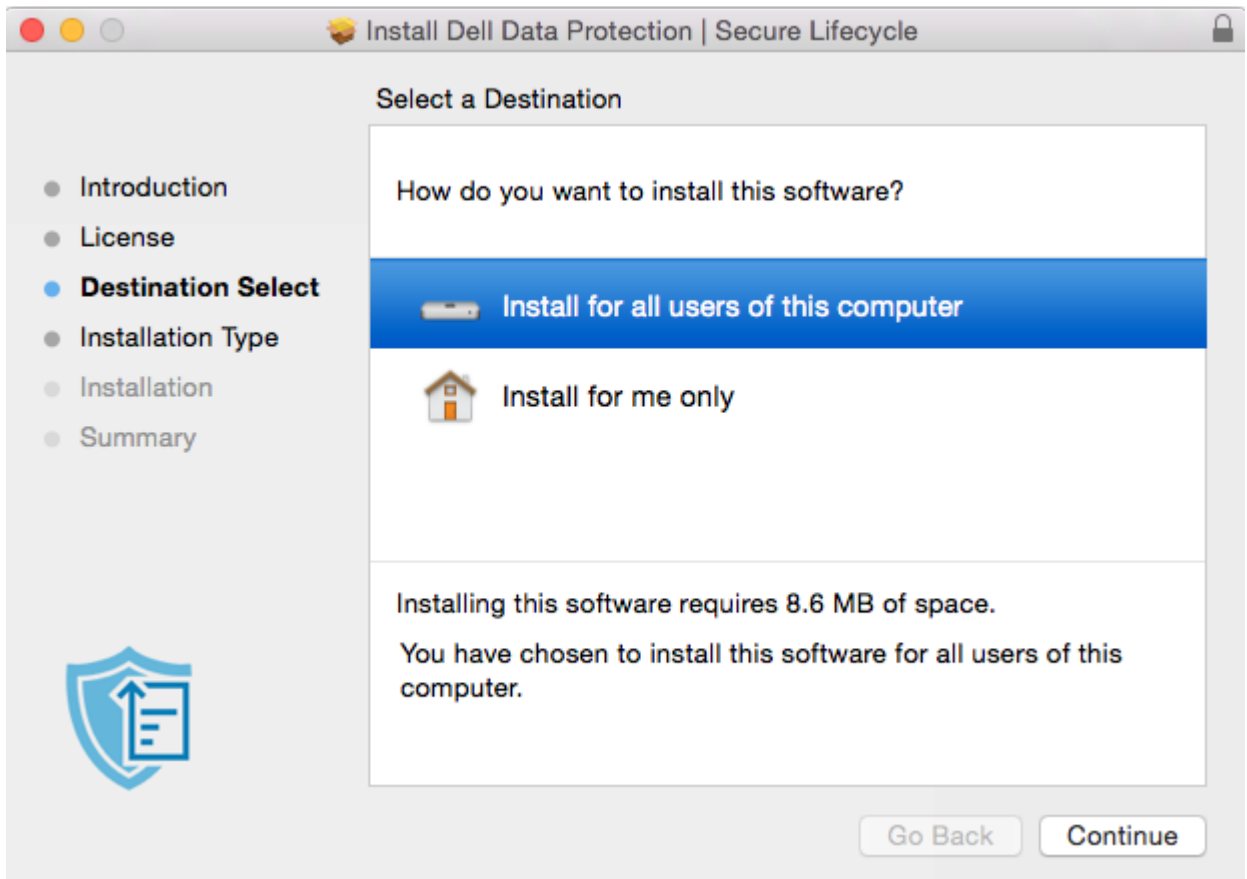 Install Dell Data Protection | Secure Lifecycle
Select a Destination
Introduction
License
Destination Select
Installation Type
Installation
Summary
How do you want to install this software?
Install for all users of this computer
Install for me only
Installing this software requires 8.6 MB of space.
You have chosen to install this software for all users of this
computer.
Go Back
Continue